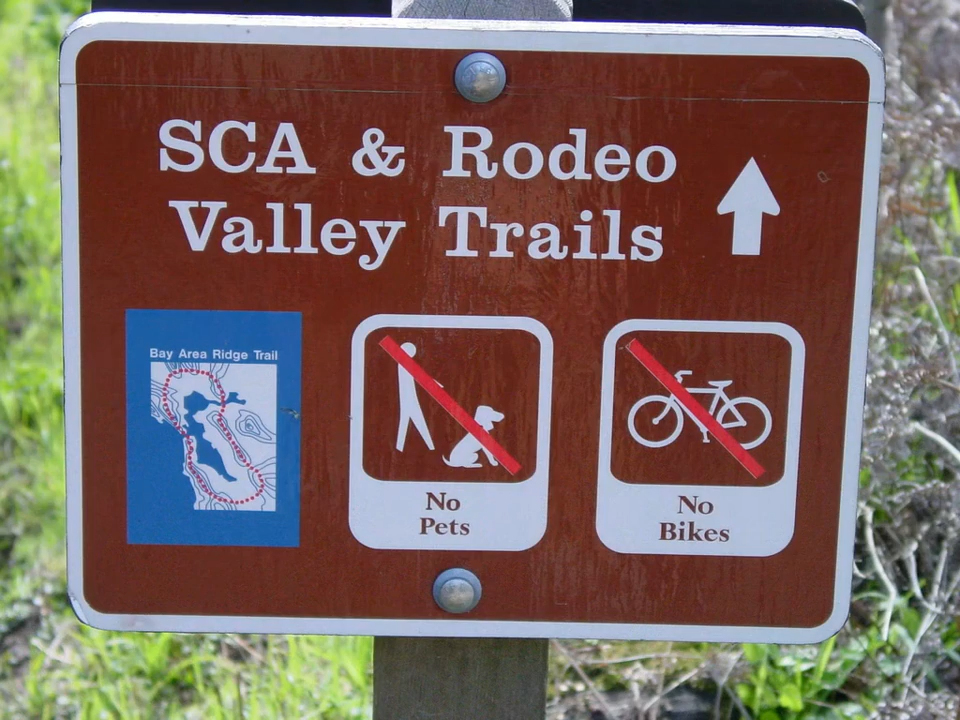 SCA & Rodeo
Valley Trails
Bay Area Ridge Trail
No
Pets
No
Bikes